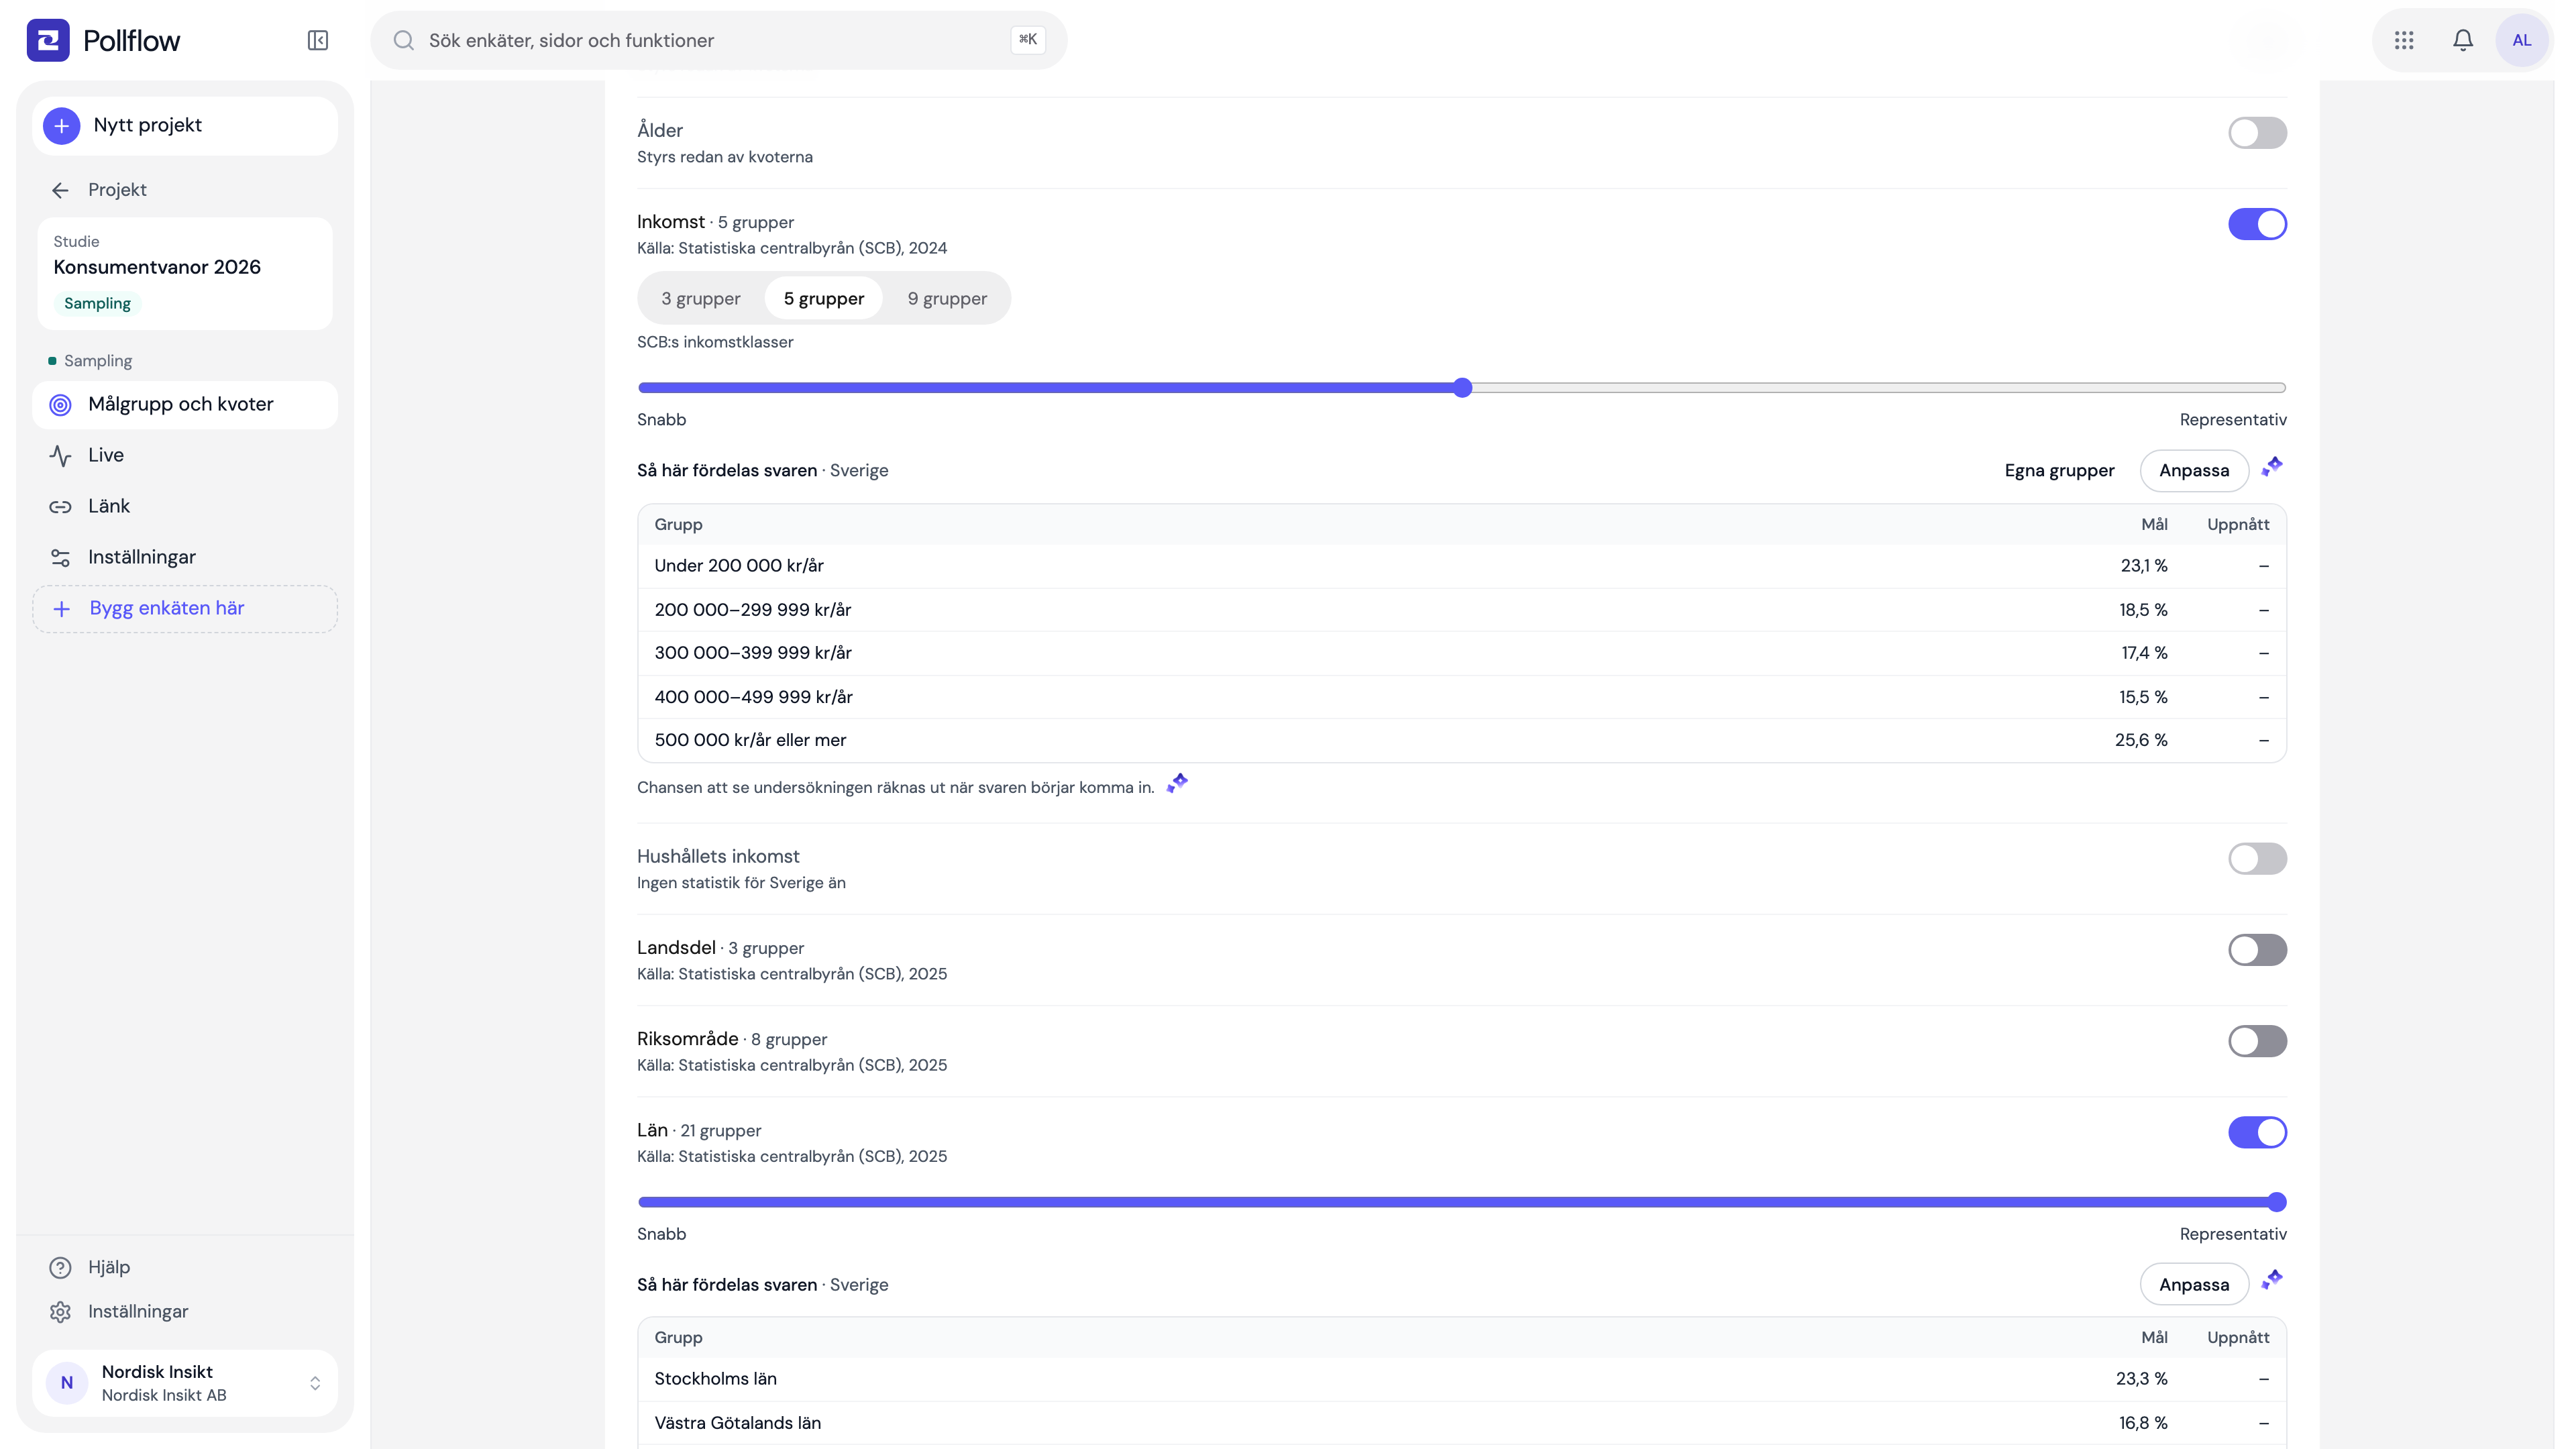 Pollflow
Sök enkäter, sidor och funktioner
⌘K
AL
Nytt projekt
Projekt
Studie
Konsumentvanor 2026
Sampling
Sampling
Målgrupp och kvoter
Live
Länk
Inställningar
Bygg enkäten här
Hjälp
Inställningar
N
Nordisk Insikt
Nordisk Insikt AB
Ålder
Styrs redan av kvoterna
Inkomst · 5 grupper
Källa: Statistiska centralbyrån (SCB), 2024
3 grupper 5 grupper 9 grupper
SCB:s inkomstklasser
Snabb Representativ
Så här fördelas svaren · Sverige Egna grupper Anpassa
Grupp Mål Uppnått
Under 200 000 kr/år 23,1 % –
200 000–299 999 kr/år 18,5 % –
300 000–399 999 kr/år 17,4 % –
400 000–499 999 kr/år 15,5 % –
500 000 kr/år eller mer 25,6 % –
Chansen att se undersökningen räknas ut när svaren börjar komma in.
Hushållets inkomst
Ingen statistik för Sverige än
Landsdel · 3 grupper
Källa: Statistiska centralbyrån (SCB), 2025
Riksområde · 8 grupper
Källa: Statistiska centralbyrån (SCB), 2025
Län · 21 grupper
Källa: Statistiska centralbyrån (SCB), 2025
Snabb Representativ
Så här fördelas svaren · Sverige Anpassa
Grupp Mål Uppnått
Stockholms län 23,3 % –
Västra Götalands län 16,8 % –